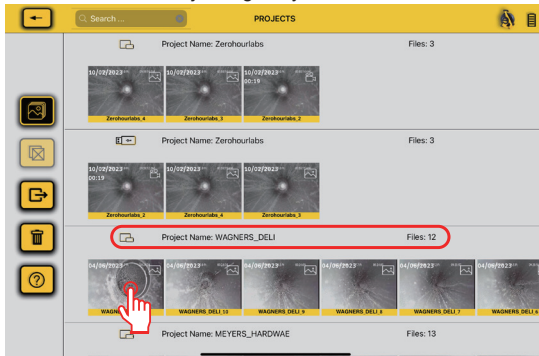 Search ...
PROJECTS
Project Name: Zerohourlabs Files: 3
10/02/2023 10/02/2023 10/02/2023
00:19
Zerohourlabs_4 Zerohourlabs_3 Zerohourlabs_2
Project Name: Zerohourlabs Files: 3
10/02/2023 10/02/2023 10/02/2023
00:19
Zerohourlabs_2 Zerohourlabs_4 Zerohourlabs_3
Project Name: WAGNERS_DELI Files: 12
04/06/2023 04/06/2023 04/06/2023 04/06/2023 04/06/2023 04/06/2023
WAGN WAGNERS_DELI_10 WAGNERS_DELI_9 WAGNERS_DELI_8 WAGNERS_DELI_7 WAGNERS_DELI_6
Project Name: MEYERS_HARDWAE Files: 13